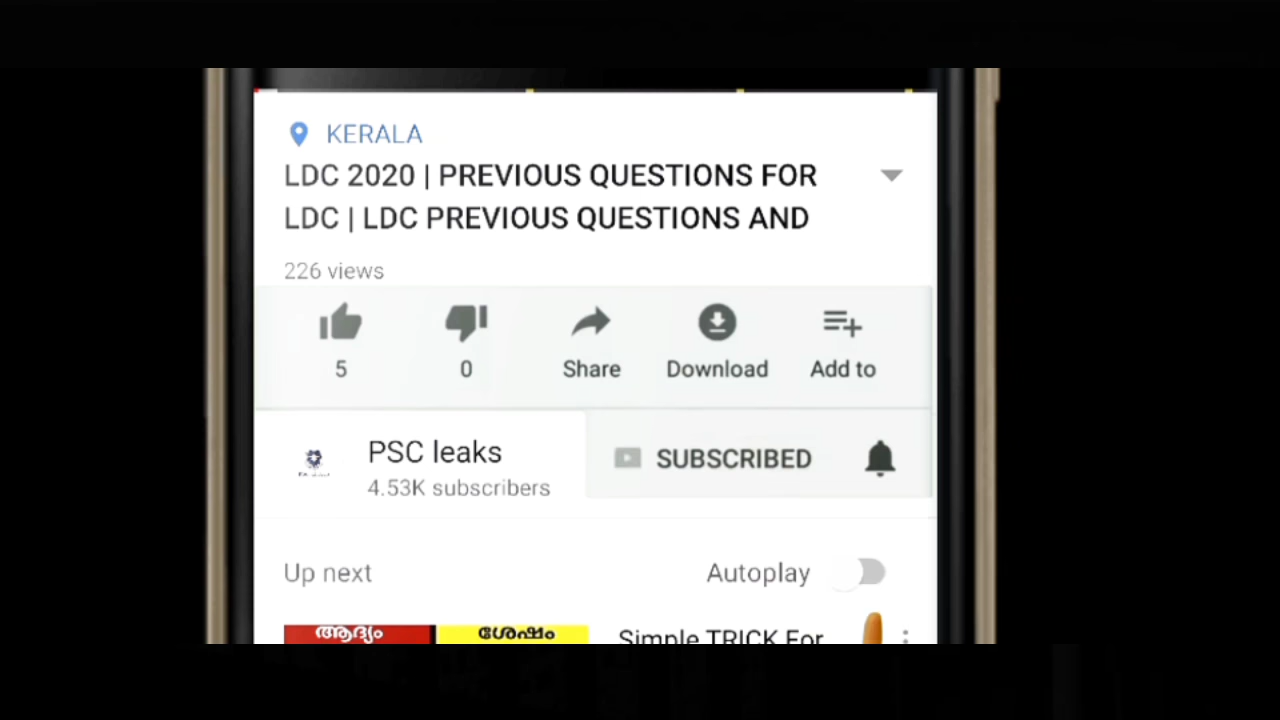 KERALA
LDC 2020 | PREVIOUS QUESTIONS FOR
LDC | LDC PREVIOUS QUESTIONS AND
226 views
5 0 Share Download Add to
PSC leaks
4.53K subscribers
SUBSCRIBED
Up next Autoplay
ആദ്യം ശേഷം Simple TRICK For